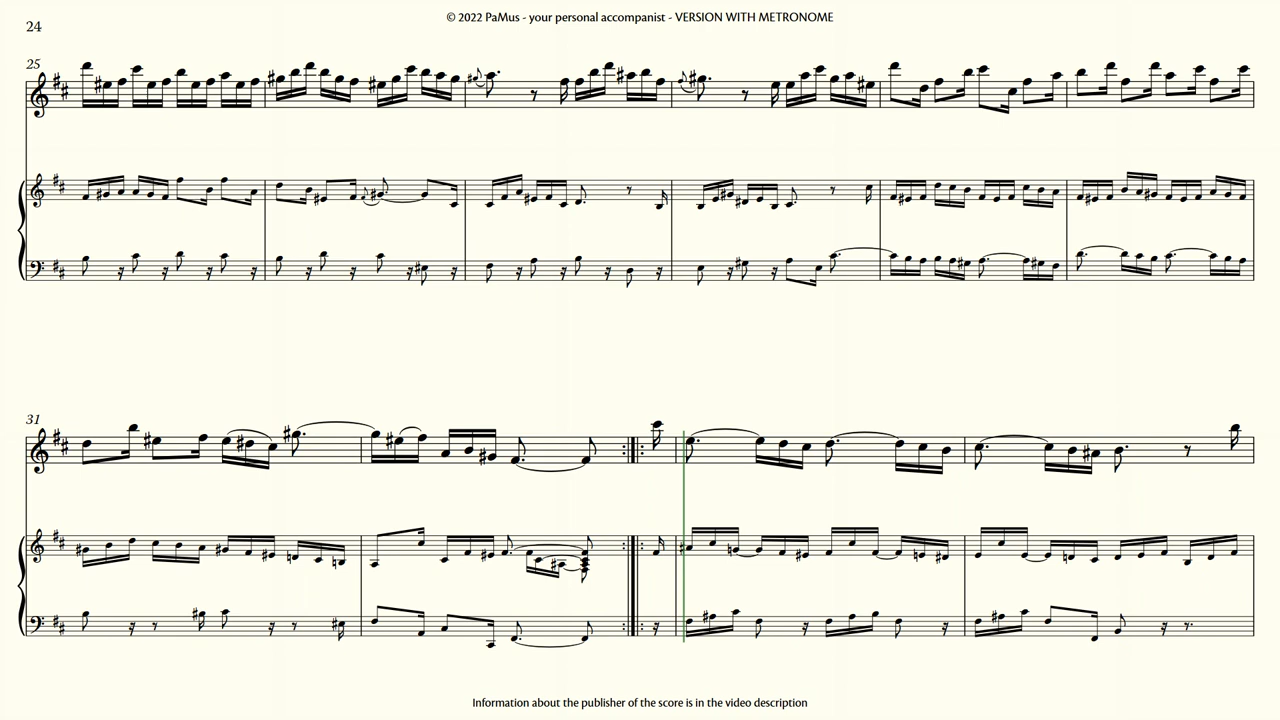 © 2022 PaMus - your personal accompanist - VERSION WITH METRONOME
24
25
31
Information about the publisher of the score is in the video description